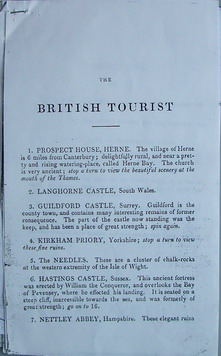 THE
BRITISH TOURIST
1. PROSPECT HOUSE, HERNE. The village of Herne
is 6 miles from Canterbury; delightfully rural, and near a pret-
ty and rising watering-place, called Herne Bay. The church
is very ancient; stop a turn to view the beautiful scenery at the
mouth of the Thames.
2. LANGHORNE CASTLE, South Wales.
3. GUILDFORD CASTLE, Surrey. Guildford is the
county town, and contains many interesting remains of former
consequence. The part of the castle now standing was the
keep, and has been a place of great strength; spin again.
4. KIRKHAM PRIORY, Yorkshire; stop a turn to view
these fine ruins.
5. THE NEEDLES. These are a cluster of chalk-rocks
at the western extremity of the Isle of Wight.
6. HASTINGS CASTLE, Sussex. This ancient fortress
was erected by William the Conqueror, and overlooks the Bay
of Pevensey, where he effected his landing. It is seated on a
steep cliff, inaccessible towards the sea, and was formerly of
great strength; go on to 16.
7. NETTLEY ABBEY, Hampshire. These elegant ruins